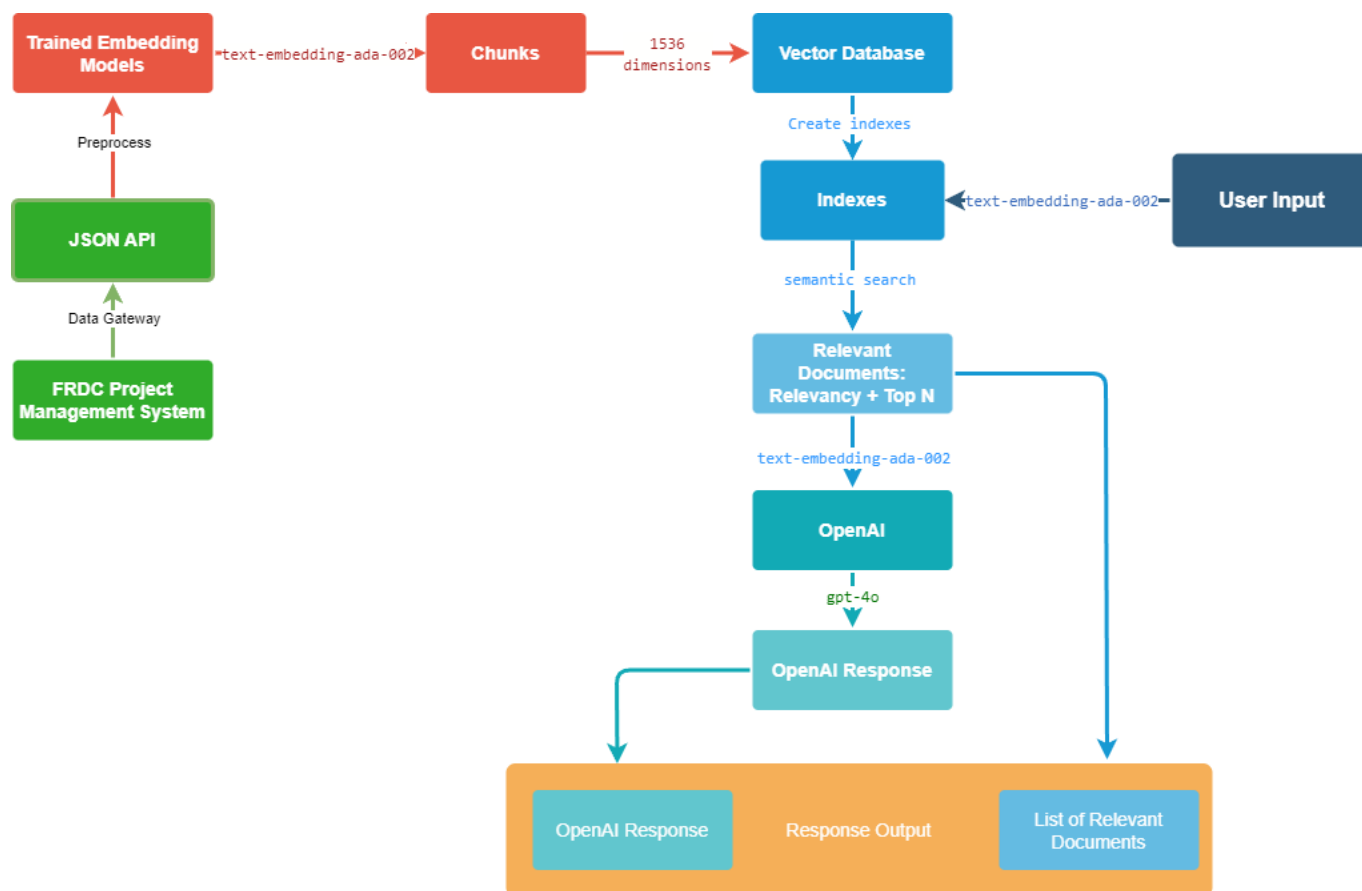 Trained Embedding
Models
text-embedding-ada-002
Chunks
1536
dimensions
Vector Database
Preprocess
Create indexes
JSON API
Indexes
text-embedding-ada-002
User Input
Data Gateway
semantic search
FRDC Project
Management System
Relevant
Documents:
Relevancy + Top N
text-embedding-ada-002
OpenAI
gpt-4o
OpenAI Response
OpenAI Response
Response Output
List of Relevant
Documents